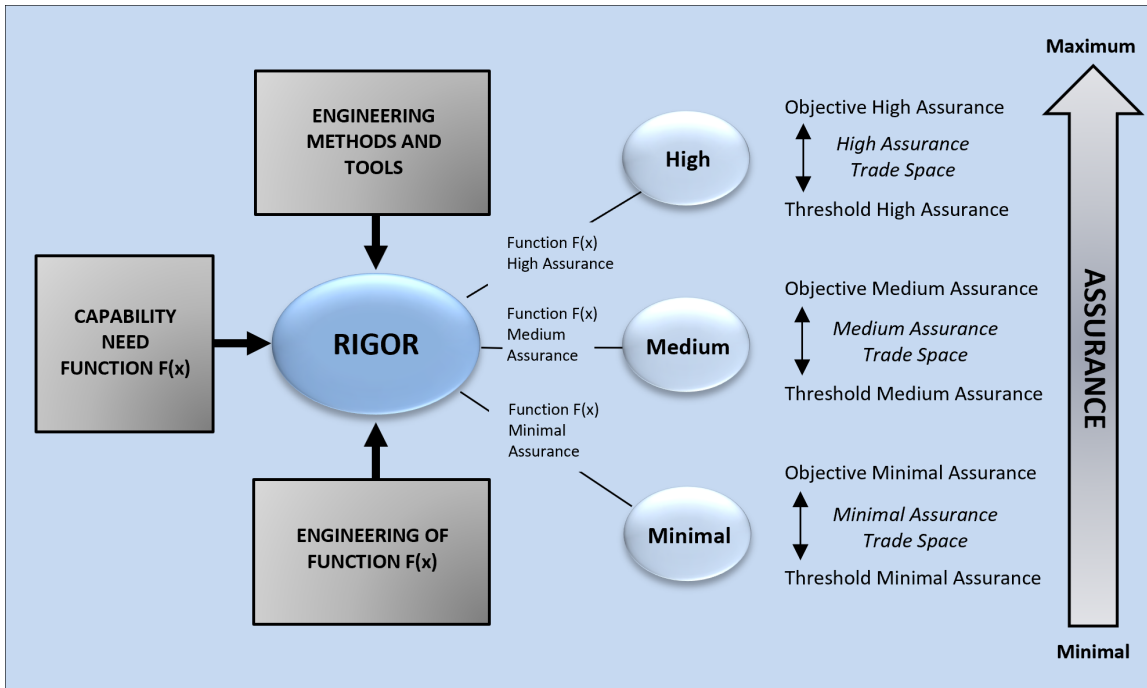 ENGINEERING
METHODS AND
TOOLS
CAPABILITY
NEED
FUNCTION F(x)
RIGOR
ENGINEERING OF
FUNCTION F(x)
Function F(x)
High Assurance
Function F(x)
Medium
Assurance
Function F(x)
Minimal
Assurance
High
Medium
Minimal
Objective High Assurance
High Assurance
Trade Space
Threshold High Assurance
Objective Medium Assurance
Medium Assurance
Trade Space
Threshold Medium Assurance
Objective Minimal Assurance
Minimal Assurance
Trade Space
Threshold Minimal Assurance
Maximum
ASSURANCE
Minimal